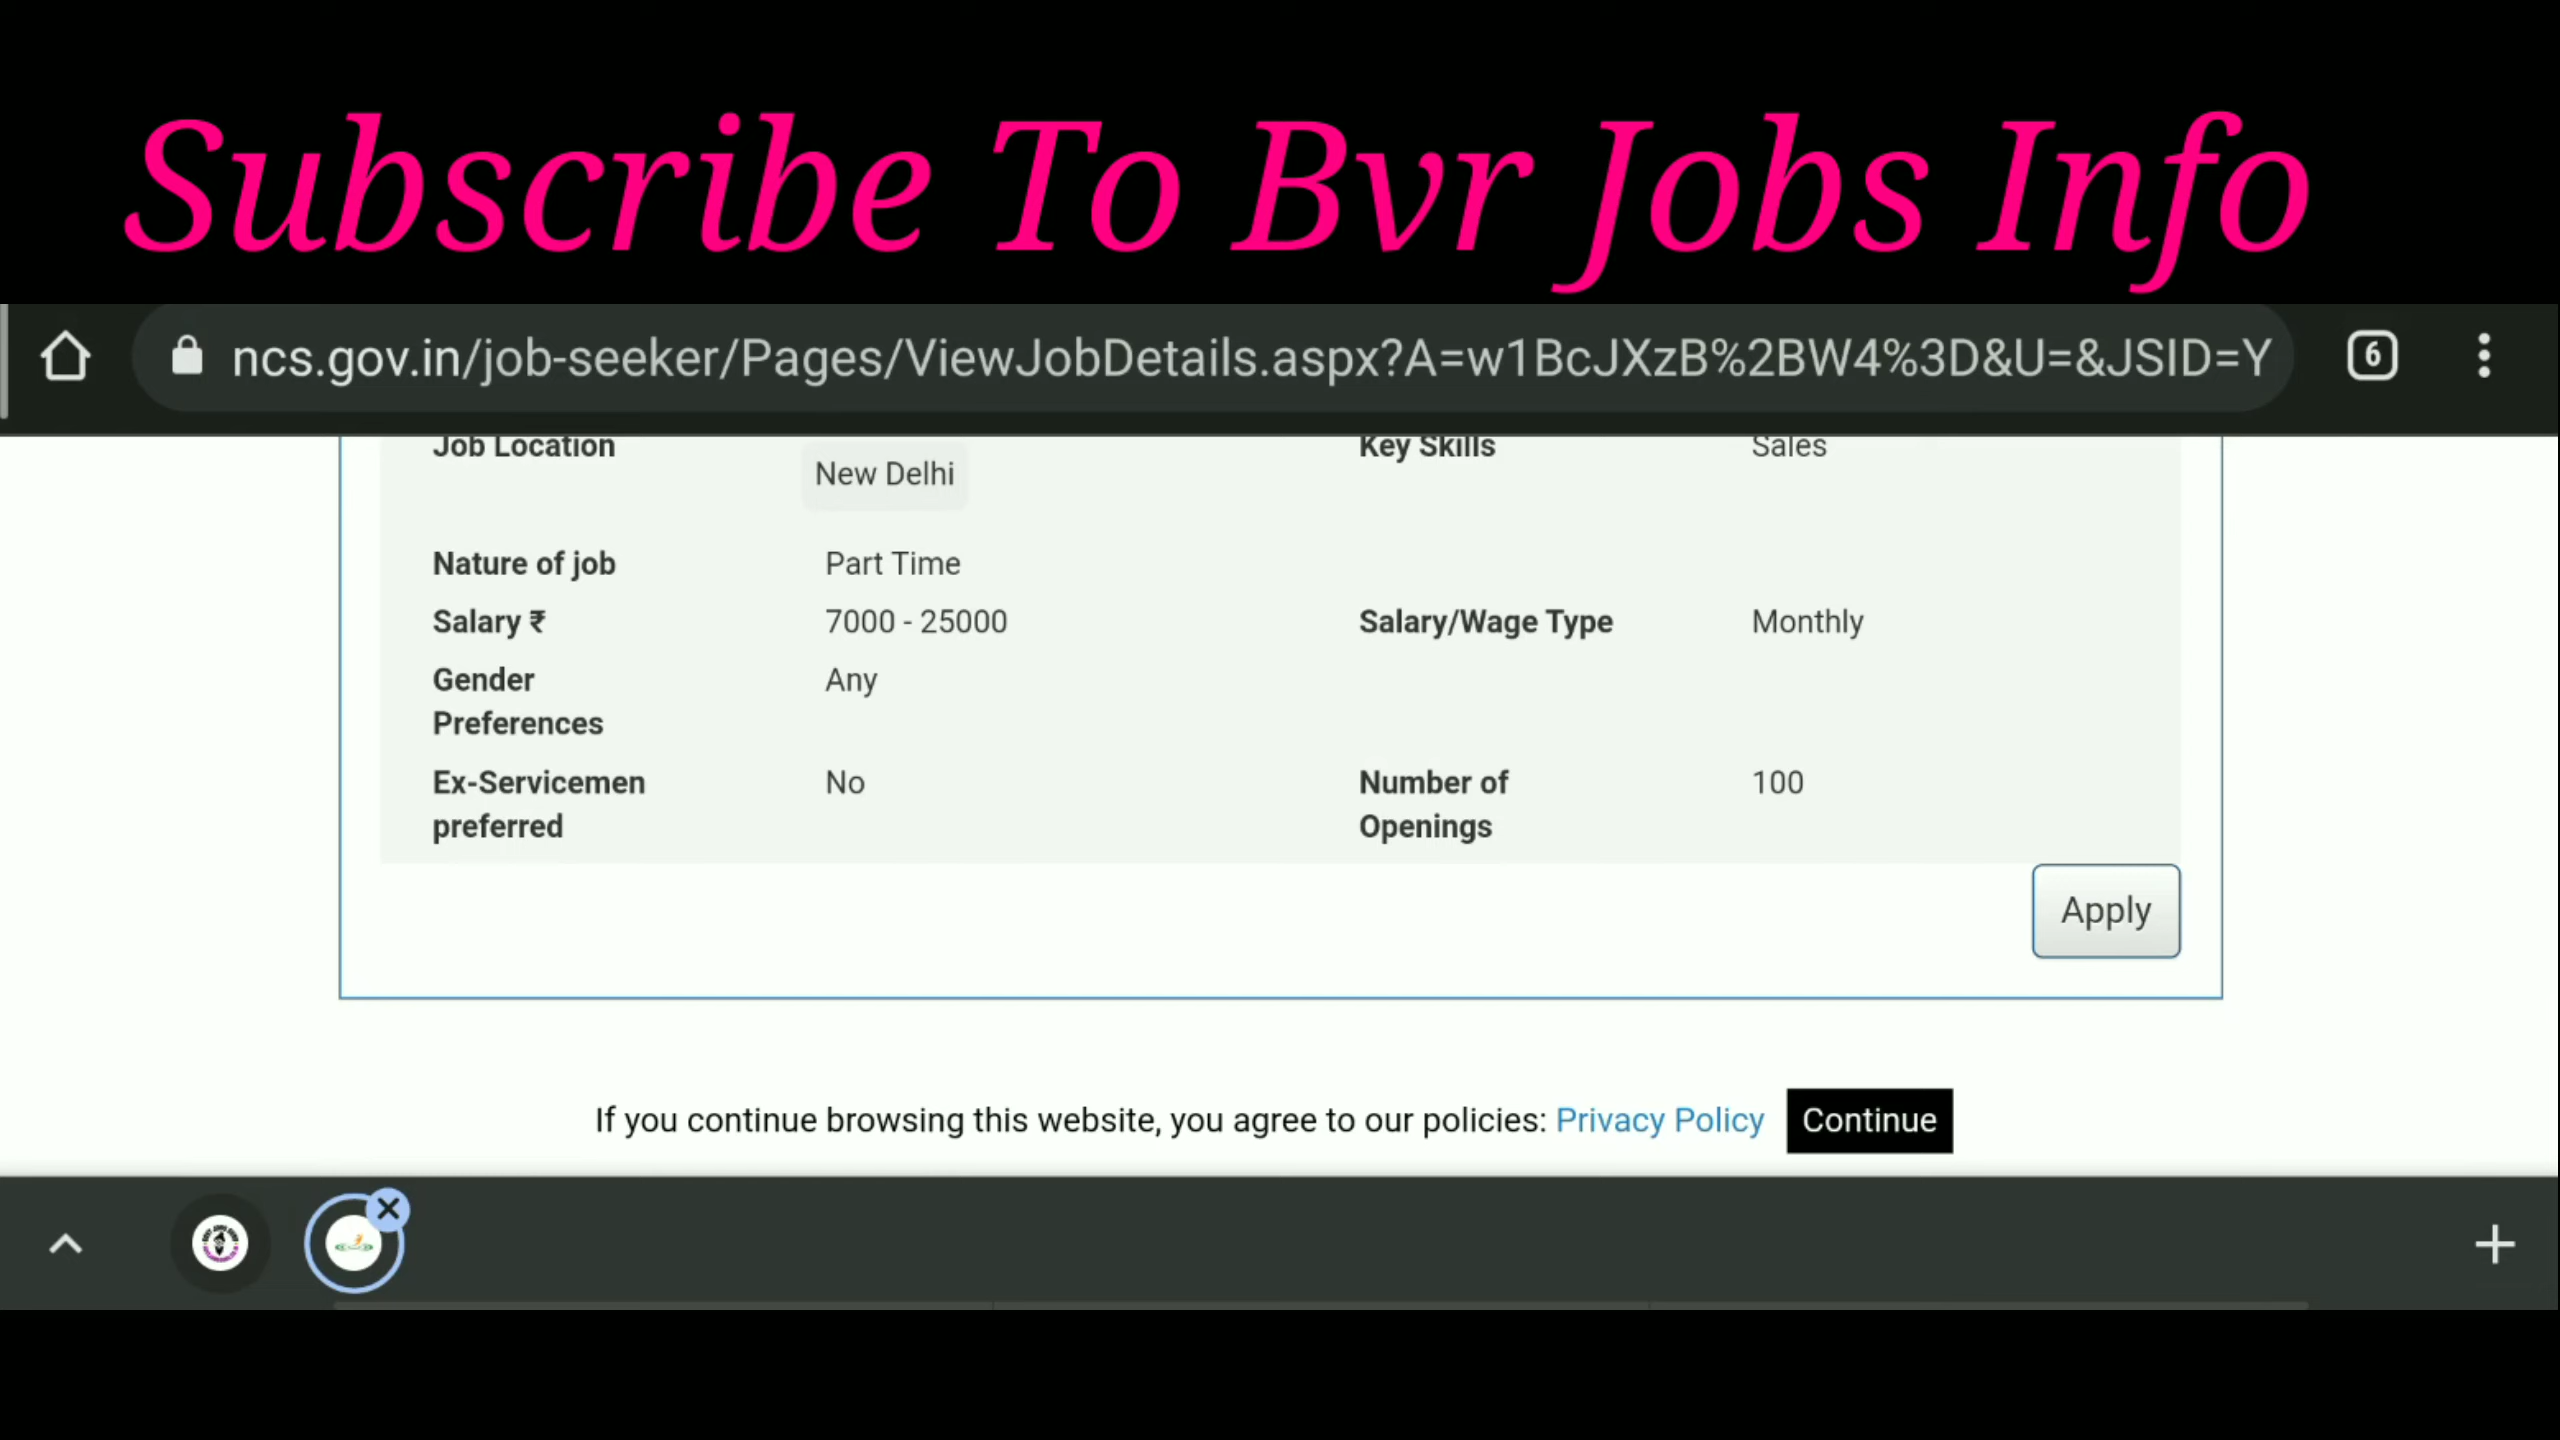 Subscribe To Bvr Jobs Info
ncs.gov.in/job-seeker/Pages/ViewJobDetails.aspx?A=w1BcJXzB%2BW4%3D&U=&JSID=Y
6
Job Location New Delhi Key Skills Sales
Nature of job Part Time
Salary ₹ 7000 - 25000 Salary/Wage Type Monthly
Gender Any
Preferences
Ex-Servicemen No Number of 100
preferred Openings
Apply
If you continue browsing this website, you agree to our policies: Privacy Policy Continue